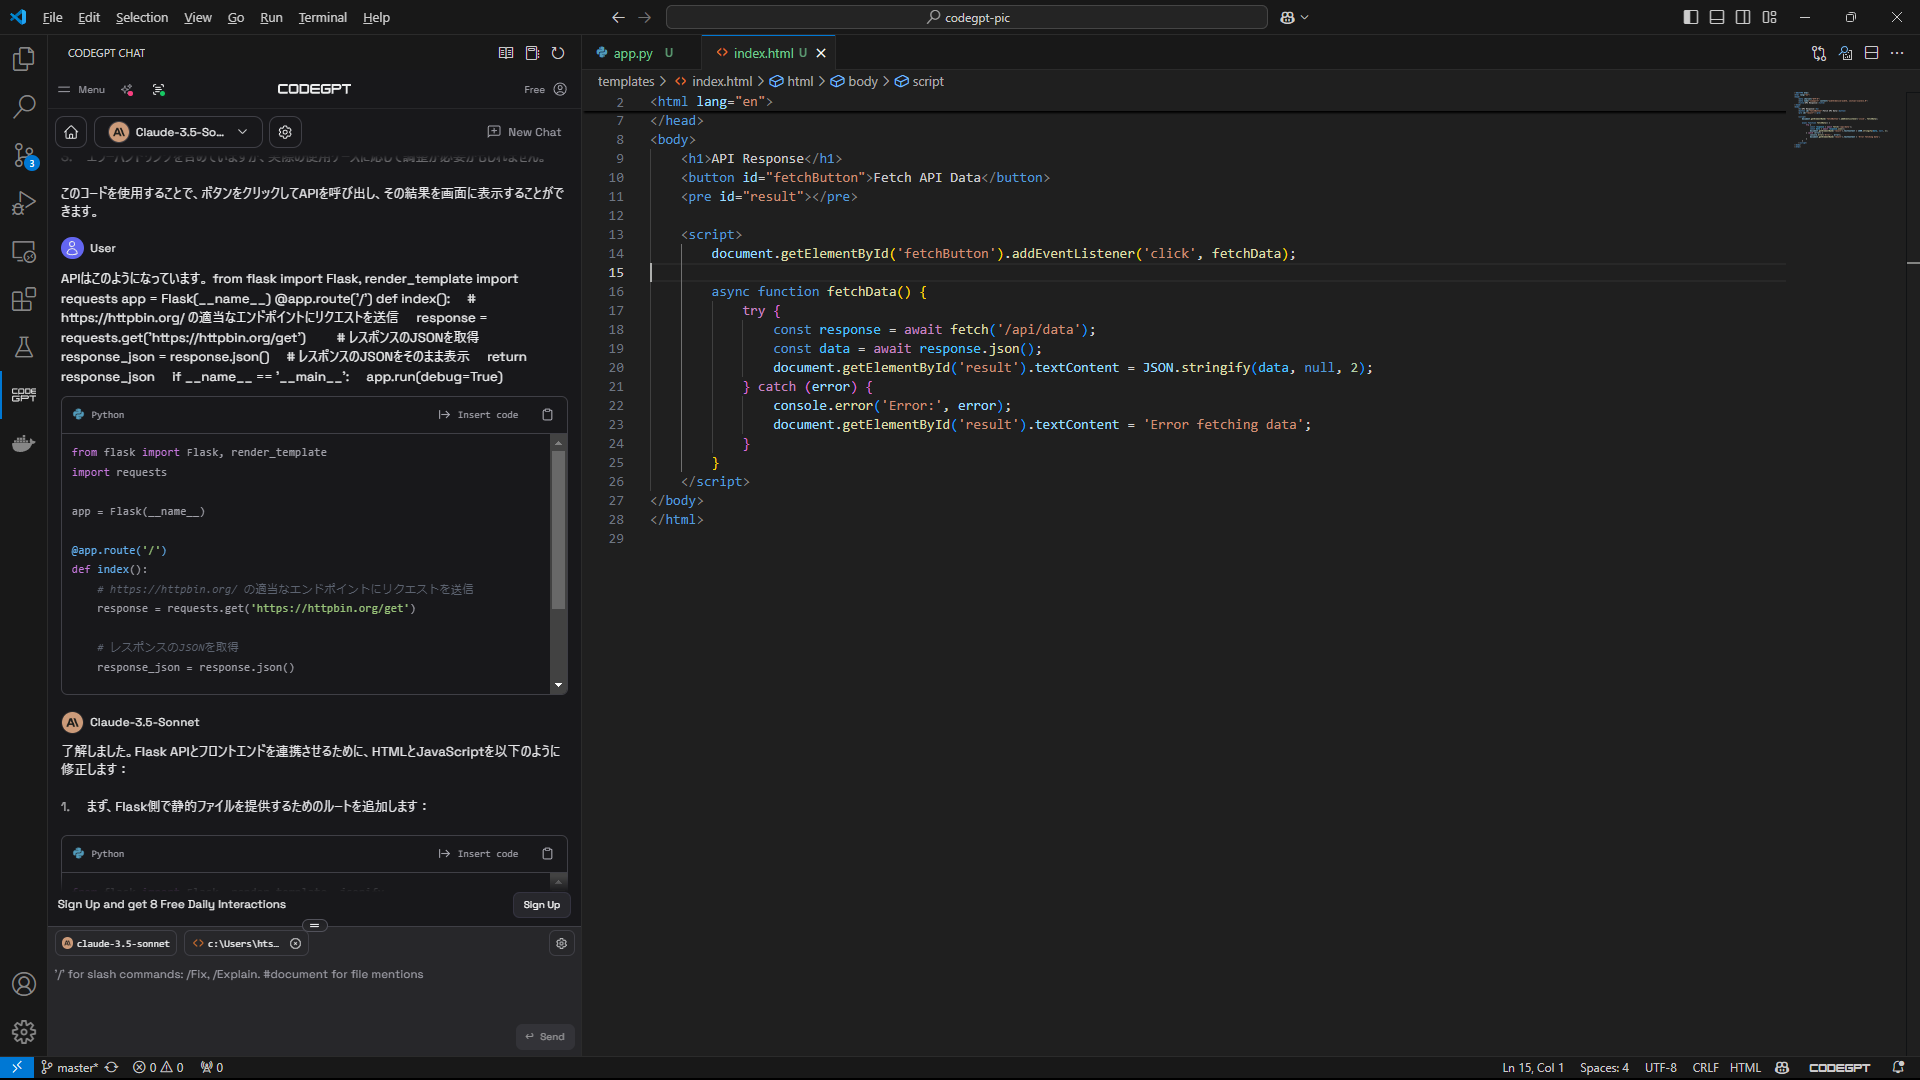 File Edit Selection View Go Run Terminal Help
codegpt-pic
CODEGPT CHAT
Menu
CODEGPT
Free
Claude-3.5-So...
New Chat
このコードを使用することで、ボタンをクリックしてAPIを呼び出し、その結果を画面に表示することがで
きます。
User
APIはこのようになっています。 from flask import Flask, render_template import
requests app = Flask(__name__) @app.route('/') def index(): #
https://httpbin.org/ の適当なエンドポイントにリクエストを送信 response =
requests.get('https://httpbin.org/get') # レスポンスのJSONを取得
response_json = response.json() # レスポンスのJSONをそのまま表示 return
response_json if __name__ == '__main__': app.run(debug=True)
Python
Insert code
from flask import Flask, render_template
import requests
app = Flask(__name__)
@app.route('/')
def index():
# https://httpbin.org/ の適当なエンドポイントにリクエストを送信
response = requests.get('https://httpbin.org/get')
# レスポンスのJSONを取得
response_json = response.json()
Claude-3.5-Sonnet
了解しました。Flask APIとフロントエンドを連携させるために、HTMLとJavaScriptを以下のように
修正します：
1. まず、Flask側で静的ファイルを提供するためのルートを追加します：
Python
Insert code
Sign Up and get 8 Free Daily Interactions
Sign Up
claude-3.5-sonnet
c:\Users\hts...
'/' for slash commands: /Fix, /Explain. #document for file mentions
Send
3
CODE
GPT
app.py U
index.html U
templates > index.html > html > body > script
2 <html lang="en">
7 </head>
8 <body>
9 <h1>API Response</h1>
10 <button id="fetchButton">Fetch API Data</button>
11 <pre id="result"></pre>
12
13 <script>
14 document.getElementById('fetchButton').addEventListener('click', fetchData);
15
16 async function fetchData() {
17 try {
18 const response = await fetch('/api/data');
19 const data = await response.json();
20 document.getElementById('result').textContent = JSON.stringify(data, null, 2);
21 } catch (error) {
22 console.error('Error:', error);
23 document.getElementById('result').textContent = 'Error fetching data';
24 }
25 }
26 </script>
27 </body>
28 </html>
29
master* 0 0 0
Ln 15, Col 1 Spaces: 4 UTF-8 CRLF HTML CODEGPT